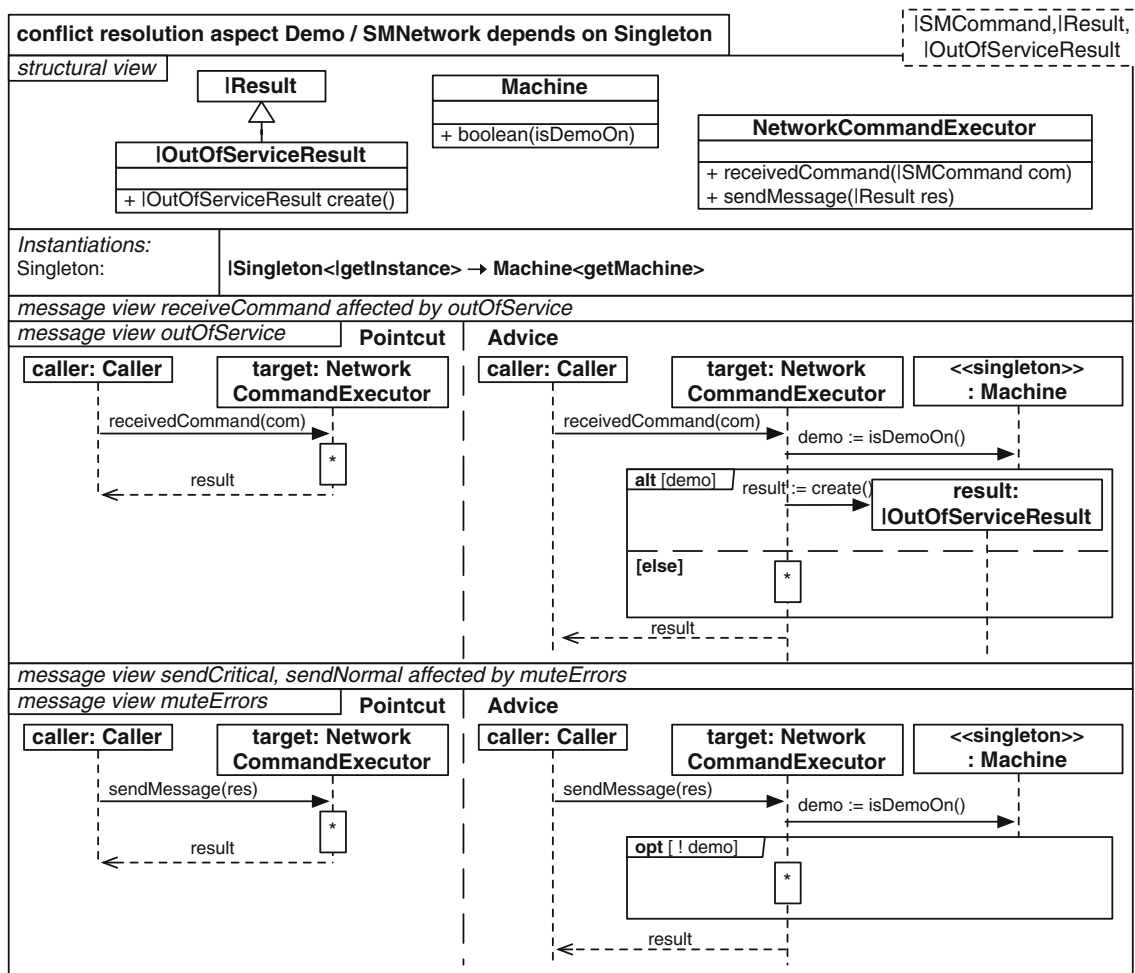 conflict resolution aspect Demo / SMNetwork depends on Singleton
|SMCommand,|Result,
|OutOfServiceResult
structural view
|Result
|OutOfServiceResult
+ |OutOfServiceResult create()
Machine
+ boolean(isDemoOn)
NetworkCommandExecutor
+ receivedCommand(|SMCommand com)
+ sendMessage(|Result res)
Instantiations:
Singleton:
|Singleton<|getInstance> → Machine<getMachine>
message view receiveCommand affected by outOfService
message view outOfService
Pointcut
Advice
caller: Caller
target: Network
CommandExecutor
receivedCommand(com)
*
result
caller: Caller
target: Network
CommandExecutor
<<singleton>>
: Machine
receivedCommand(com)
demo := isDemoOn()
alt [demo]
result := create()
result:
|OutOfServiceResult
[else]
*
result
message view sendCritical, sendNormal affected by muteErrors
message view muteErrors
Pointcut
Advice
caller: Caller
target: Network
CommandExecutor
sendMessage(res)
*
result
caller: Caller
target: Network
CommandExecutor
<<singleton>>
: Machine
sendMessage(res)
demo := isDemoOn()
opt [ ! demo]
*
result